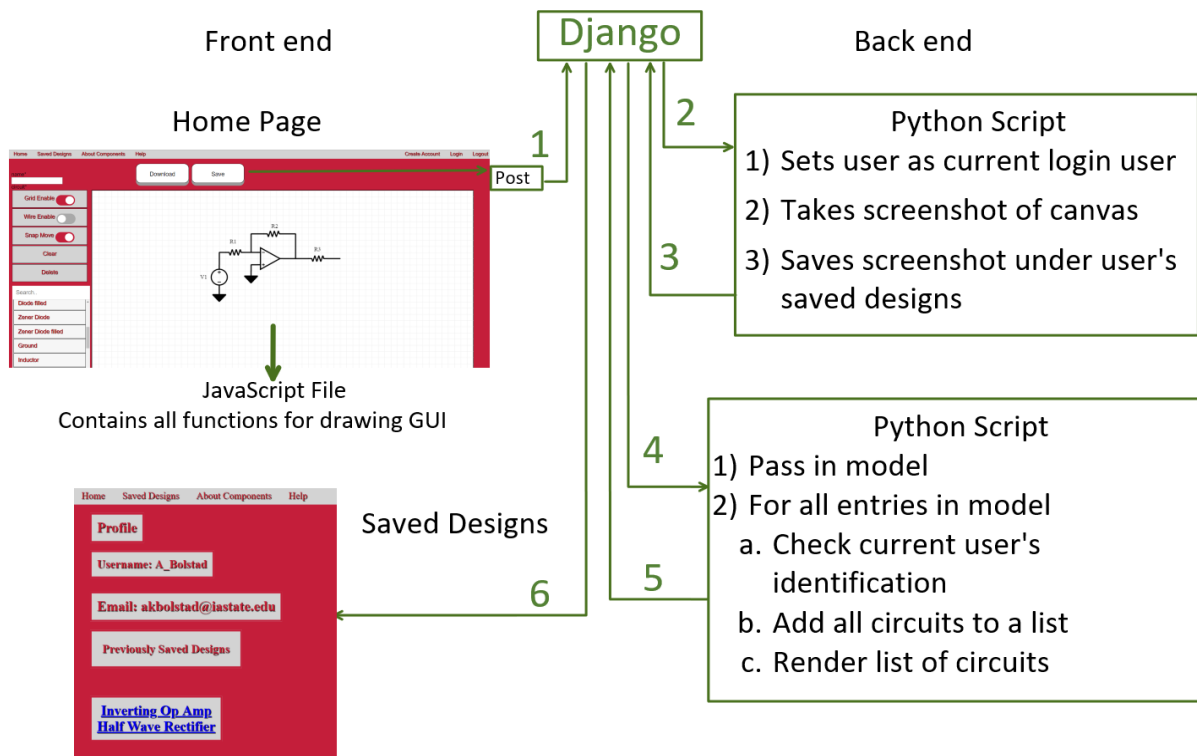 Front end
Django
Back end
Home Page
Home Saved Designs About Components Help Create Account Login Logout
Download
Save
Grid Enable
Wire Enable
Snap Move
Clear
Delete
Search..
Diode filled
Zener Diode
Zener Diode filled
Ground
Inductor
V1
R1
R2
R3
JavaScript File
Contains all functions for drawing GUI
1
Post
2
Python Script
1) Sets user as current login user
2) Takes screenshot of canvas
3) Saves screenshot under user's
saved designs
3
4
Python Script
1) Pass in model
2) For all entries in model
a. Check current user's
identification
b. Add all circuits to a list
c. Render list of circuits
5
6
Saved Designs
Home Saved Designs About Components Help
Profile
Username: A_Bolstad
Email: akbolstad@iastate.edu
Previously Saved Designs
Inverting Op Amp
Half Wave Rectifier